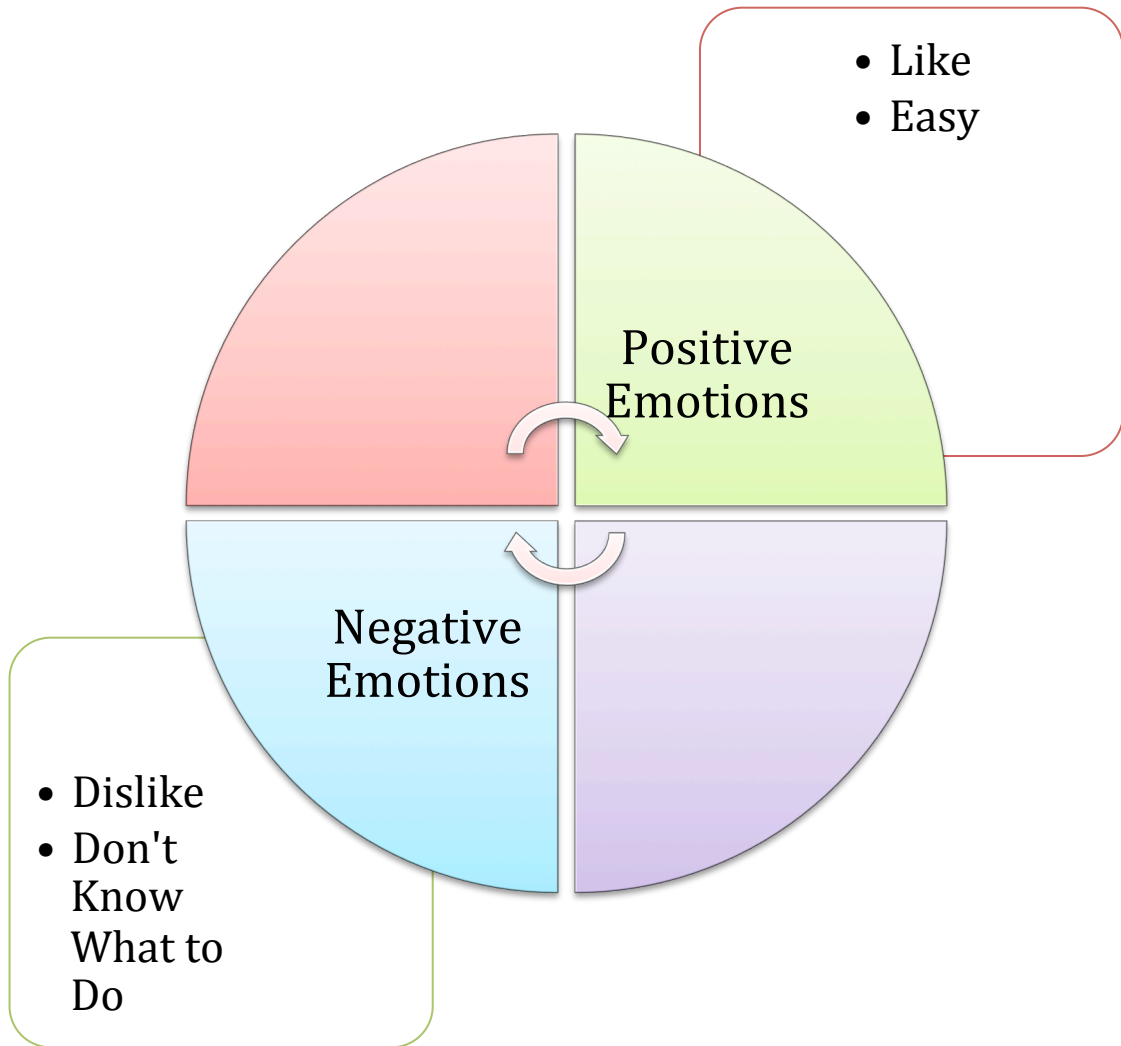 • Like
• Easy
Positive
Emotions
Negative
Emotions
• Dislike
• Don't
Know
What to
Do